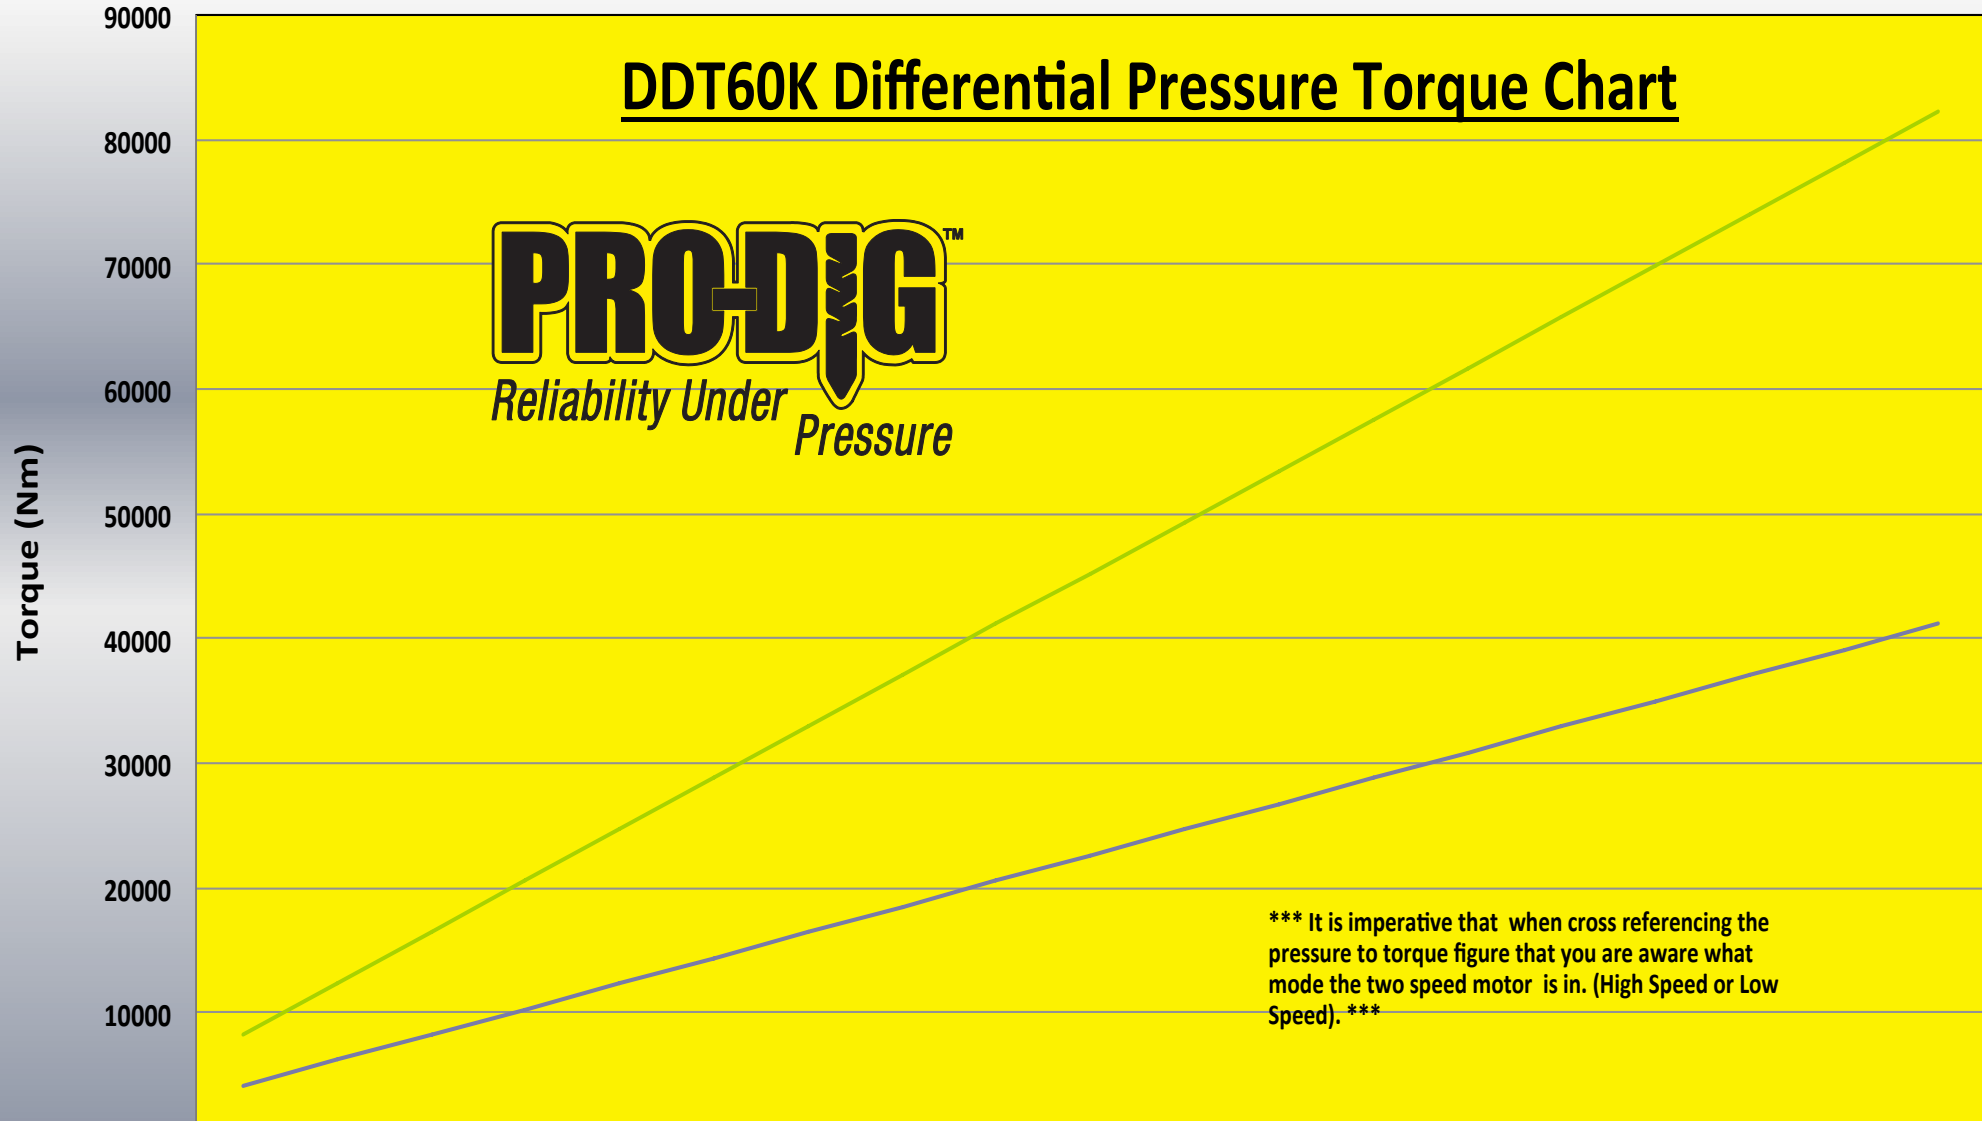 DDT60K Differential Pressure Torque Chart
90000
80000
70000
60000
50000
40000
30000
20000
10000
Torque (Nm)
PRO-DIG™
Reliability Under
Pressure
*** It is imperative that  when cross referencing the
pressure to torque figure that you are aware what
mode the two speed motor  is in. (High Speed or Low
Speed). ***